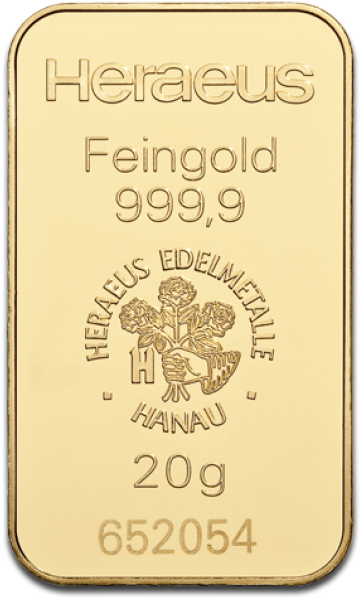 Heraeus
Feingold
999,9
HERAEUS EDELMETALLE
H
· HANAU ·
20g
652054